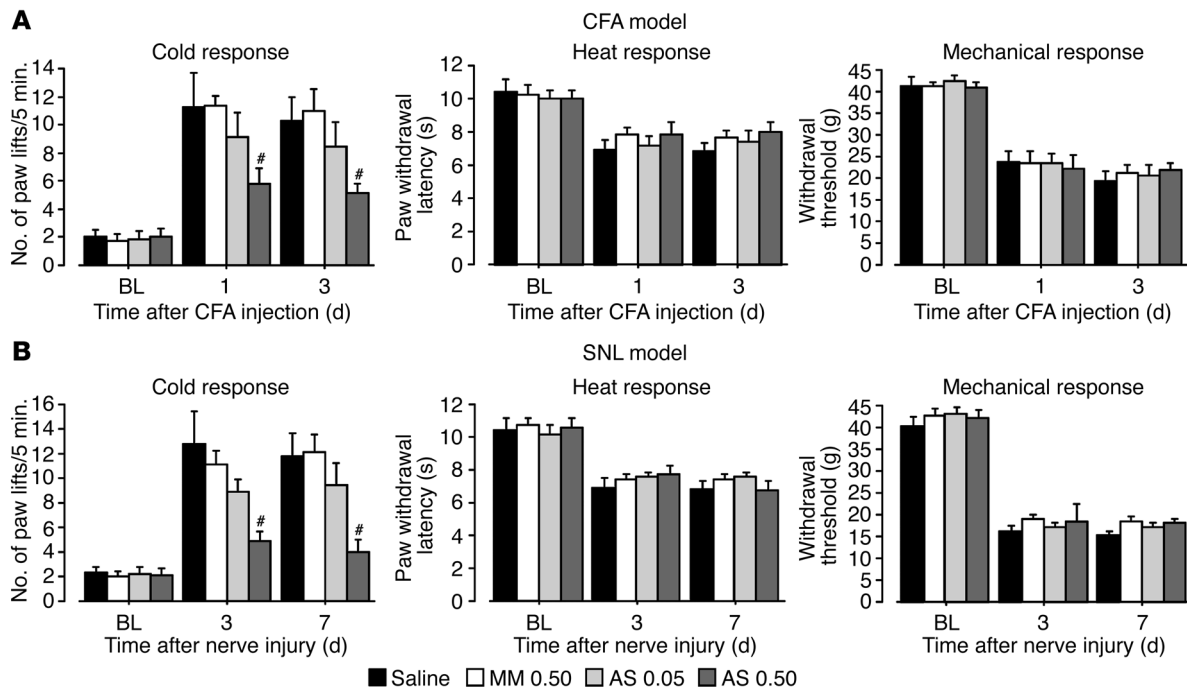 A
CFA model
Cold response
No. of paw lifts/5 min.
14
12
10
8
6
4
2
0
#
#
BL
1
3
Time after CFA injection (d)
Heat response
Paw withdrawal
latency (s)
12
10
8
6
4
2
0
BL
1
3
Time after CFA injection (d)
Mechanical response
Withdrawal
threshold (g)
45
40
35
30
25
20
15
10
5
0
BL
1
3
Time after CFA injection (d)
B
SNL model
Cold response
No. of paw lifts/5 min.
16
14
12
10
8
6
4
2
0
#
#
BL
3
7
Time after nerve injury (d)
Heat response
Paw withdrawal
latency (s)
12
10
8
6
4
2
0
BL
3
7
Time after nerve injury (d)
Mechanical response
Withdrawal
threshold (g)
45
40
35
30
25
20
15
10
5
0
BL
3
7
Time after nerve injury (d)
Saline MM 0.50 AS 0.05 AS 0.50